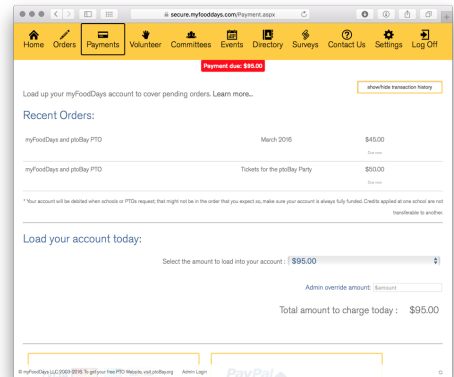 secure.myfooddays.com/Payment.aspx
Home Orders Payments Volunteer Committees Events Directory Surveys Contact Us Settings Log Off
Payment due: $95.00
Load up your myFoodDays account to cover pending orders. Learn more...
show/hide transaction history
Recent Orders:
myFoodDays and ptoBay PTO March 2016 $45.00
Due now
myFoodDays and ptoBay PTO Tickets for the ptoBay Party $50.00
Due now
* Your account will be debited when schools or PTOs request; that might not be in the order that you expect so, make sure your account is always fully funded. Credits applied at one school are not
transferable to another.
Load your account today:
Select the amount to load into your account : $95.00
Admin override amount: $amount
Total amount to charge today : $95.00
PayPal
© myFoodDays LLC 2003-2016. To get your free PTO Website, visit ptoBay.org Admin Login G